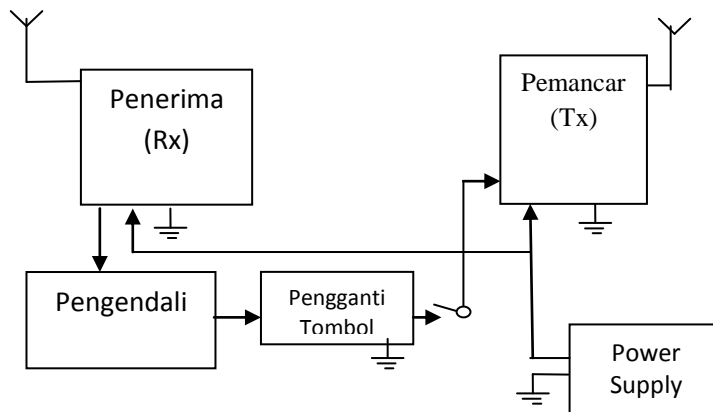 Penerima
(Rx)
Pemancar
(Tx)
Pengendali
Pengganti
Tombol
Power
Supply